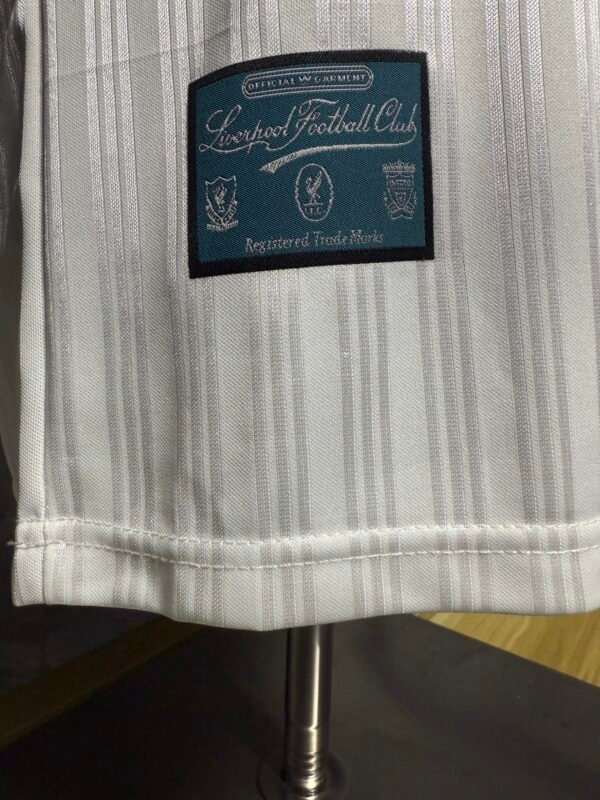 OFFICIAL W GARMENT
Liverpool Football Club
L.F.C.
Registered Trade Marks